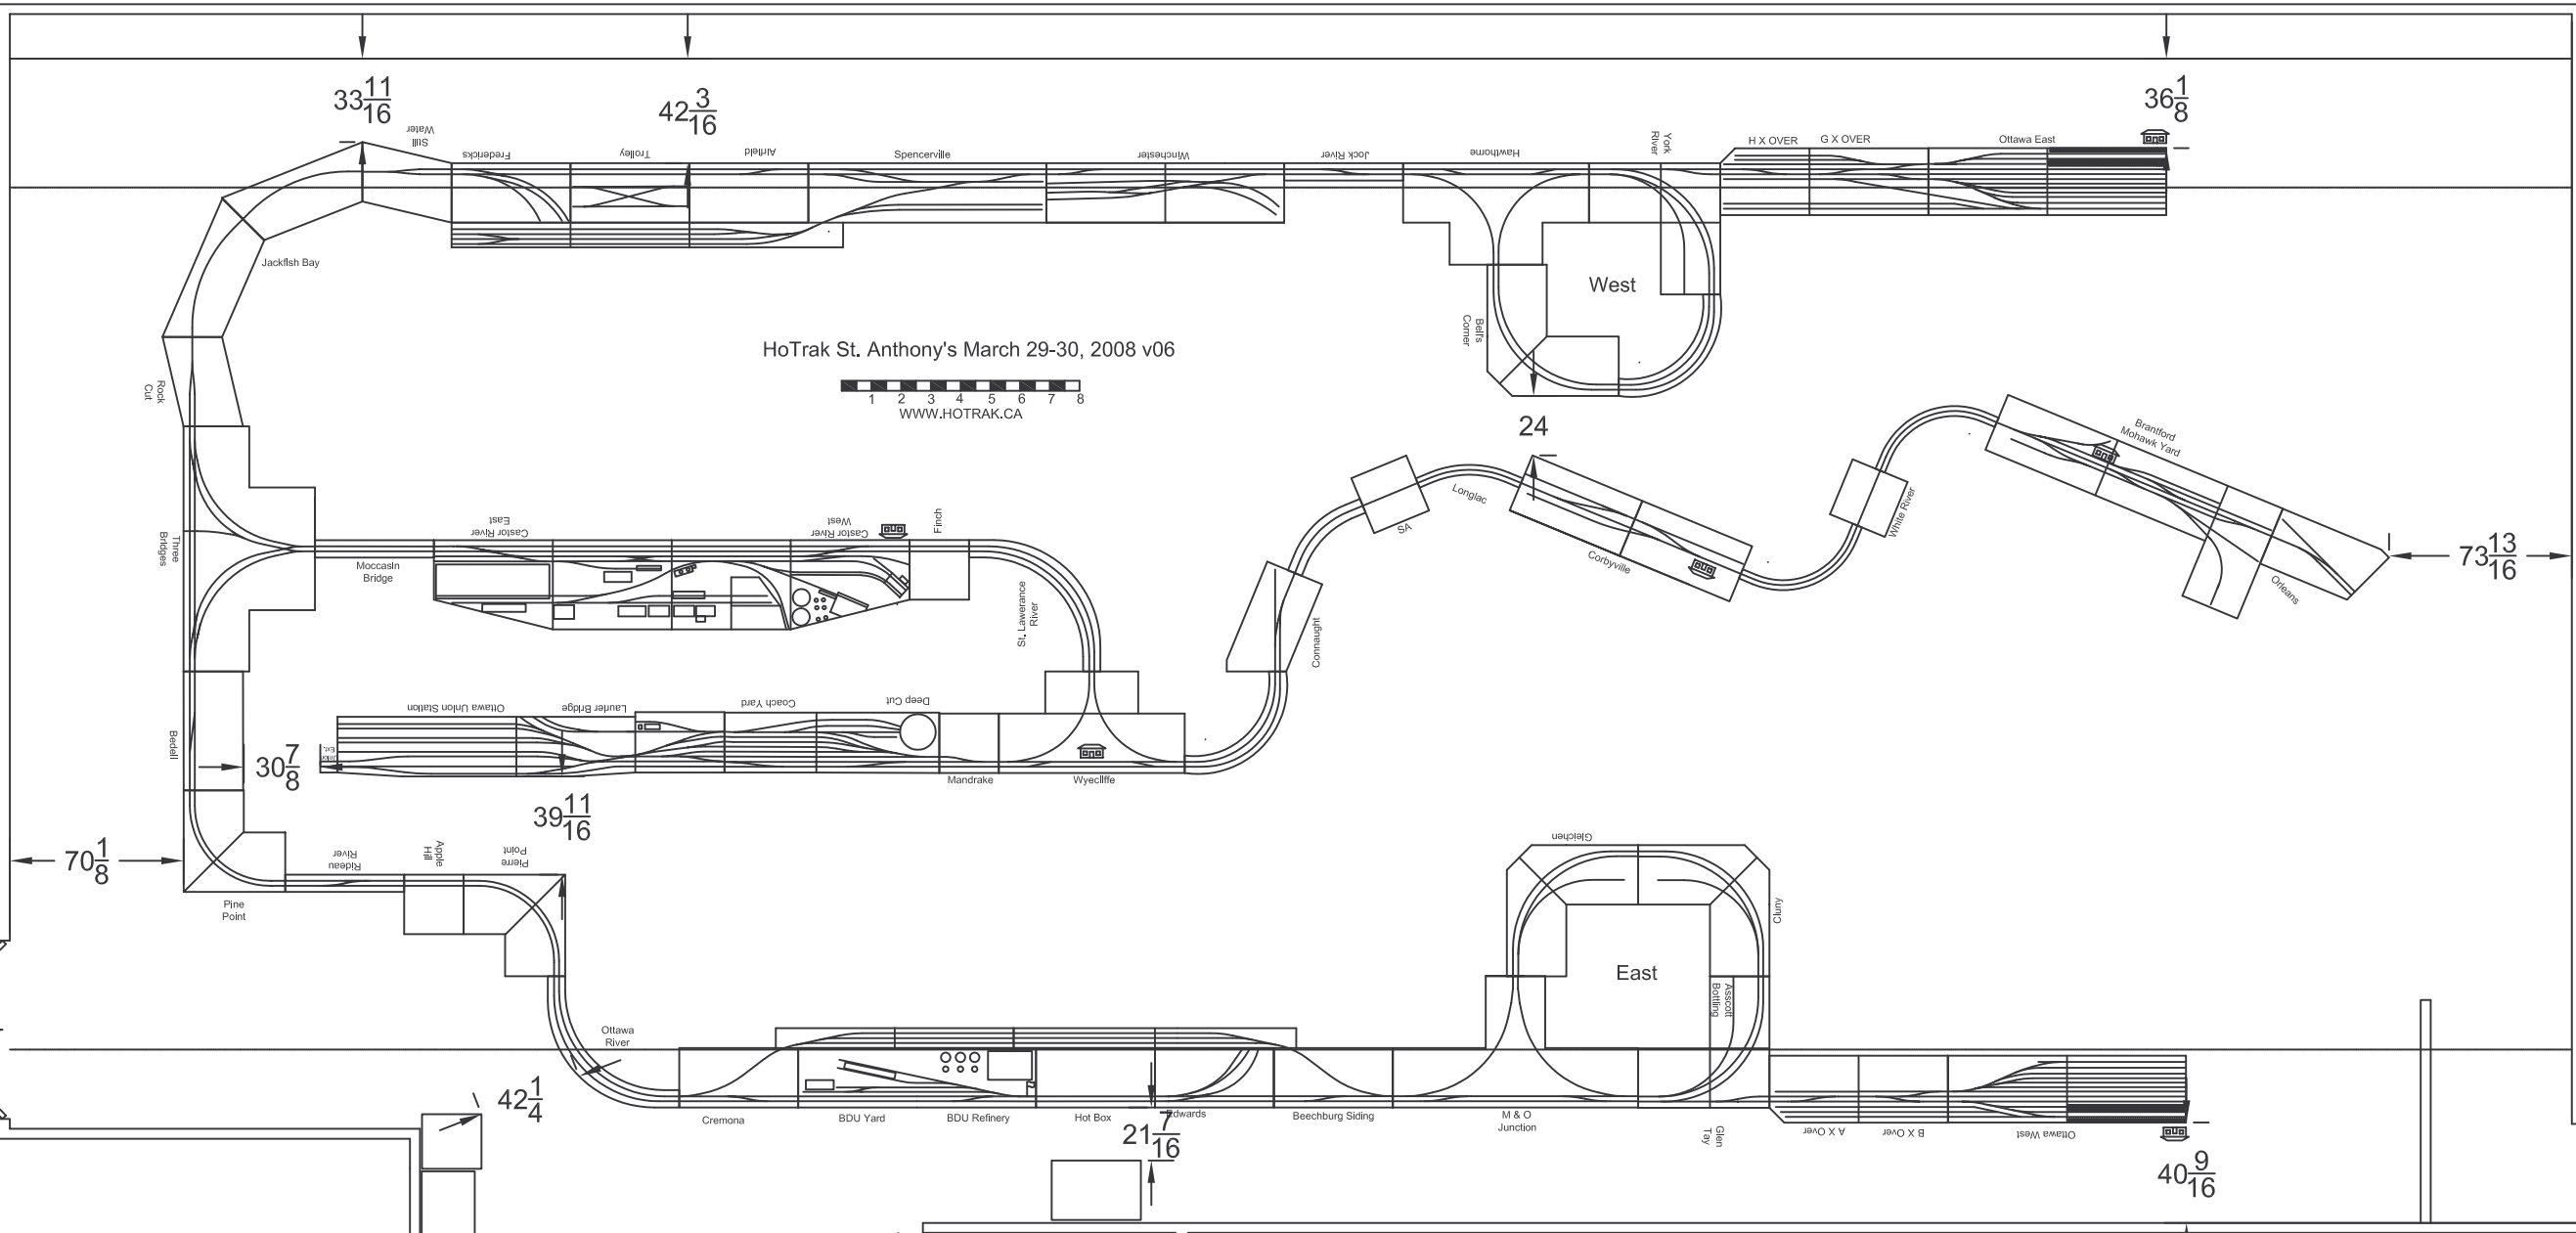 33 11/16
42 3/16
36 1/8
Still
Water
Fredericks
Trolley
Airfield
Spencerville
Winchester
Jock River
Hawthorne
York
River
H X OVER
G X OVER
Ottawa East
Jackfish Bay
West
Bell's
Corner
HoTrak St. Anthony's March 29-30, 2008 v06
1 2 3 4 5 6 7 8
WWW.HOTRAK.CA
Rock
Cut
24
Brantford
Mohawk Yard
Longlac
SA
White River
Corbyville
Orleans
73 13/16
Three
Bridges
Moccasin
Bridge
Castor River
East
Castor River
West
Finch
St. Lawerance
River
Connaught
Bedell
Ottawa Union Station
Laurier Bridge
Coach Yard
Deep Cut
Mandrake
Wyecliffe
30 7/8
39 11/16
70 1/8
Pine
Point
Rideau
River
Apple
Hill
Pierre
Point
Ottawa
River
42 1/4
Gleichen
Cluny
East
Asscott
Bottling
Cremona
BDU Yard
BDU Refinery
Hot Box
Edwards
21 7/16
Beechburg Siding
M & O
Junction
Glen
Tay
A X Over
B X Over
Ottawa West
40 9/16